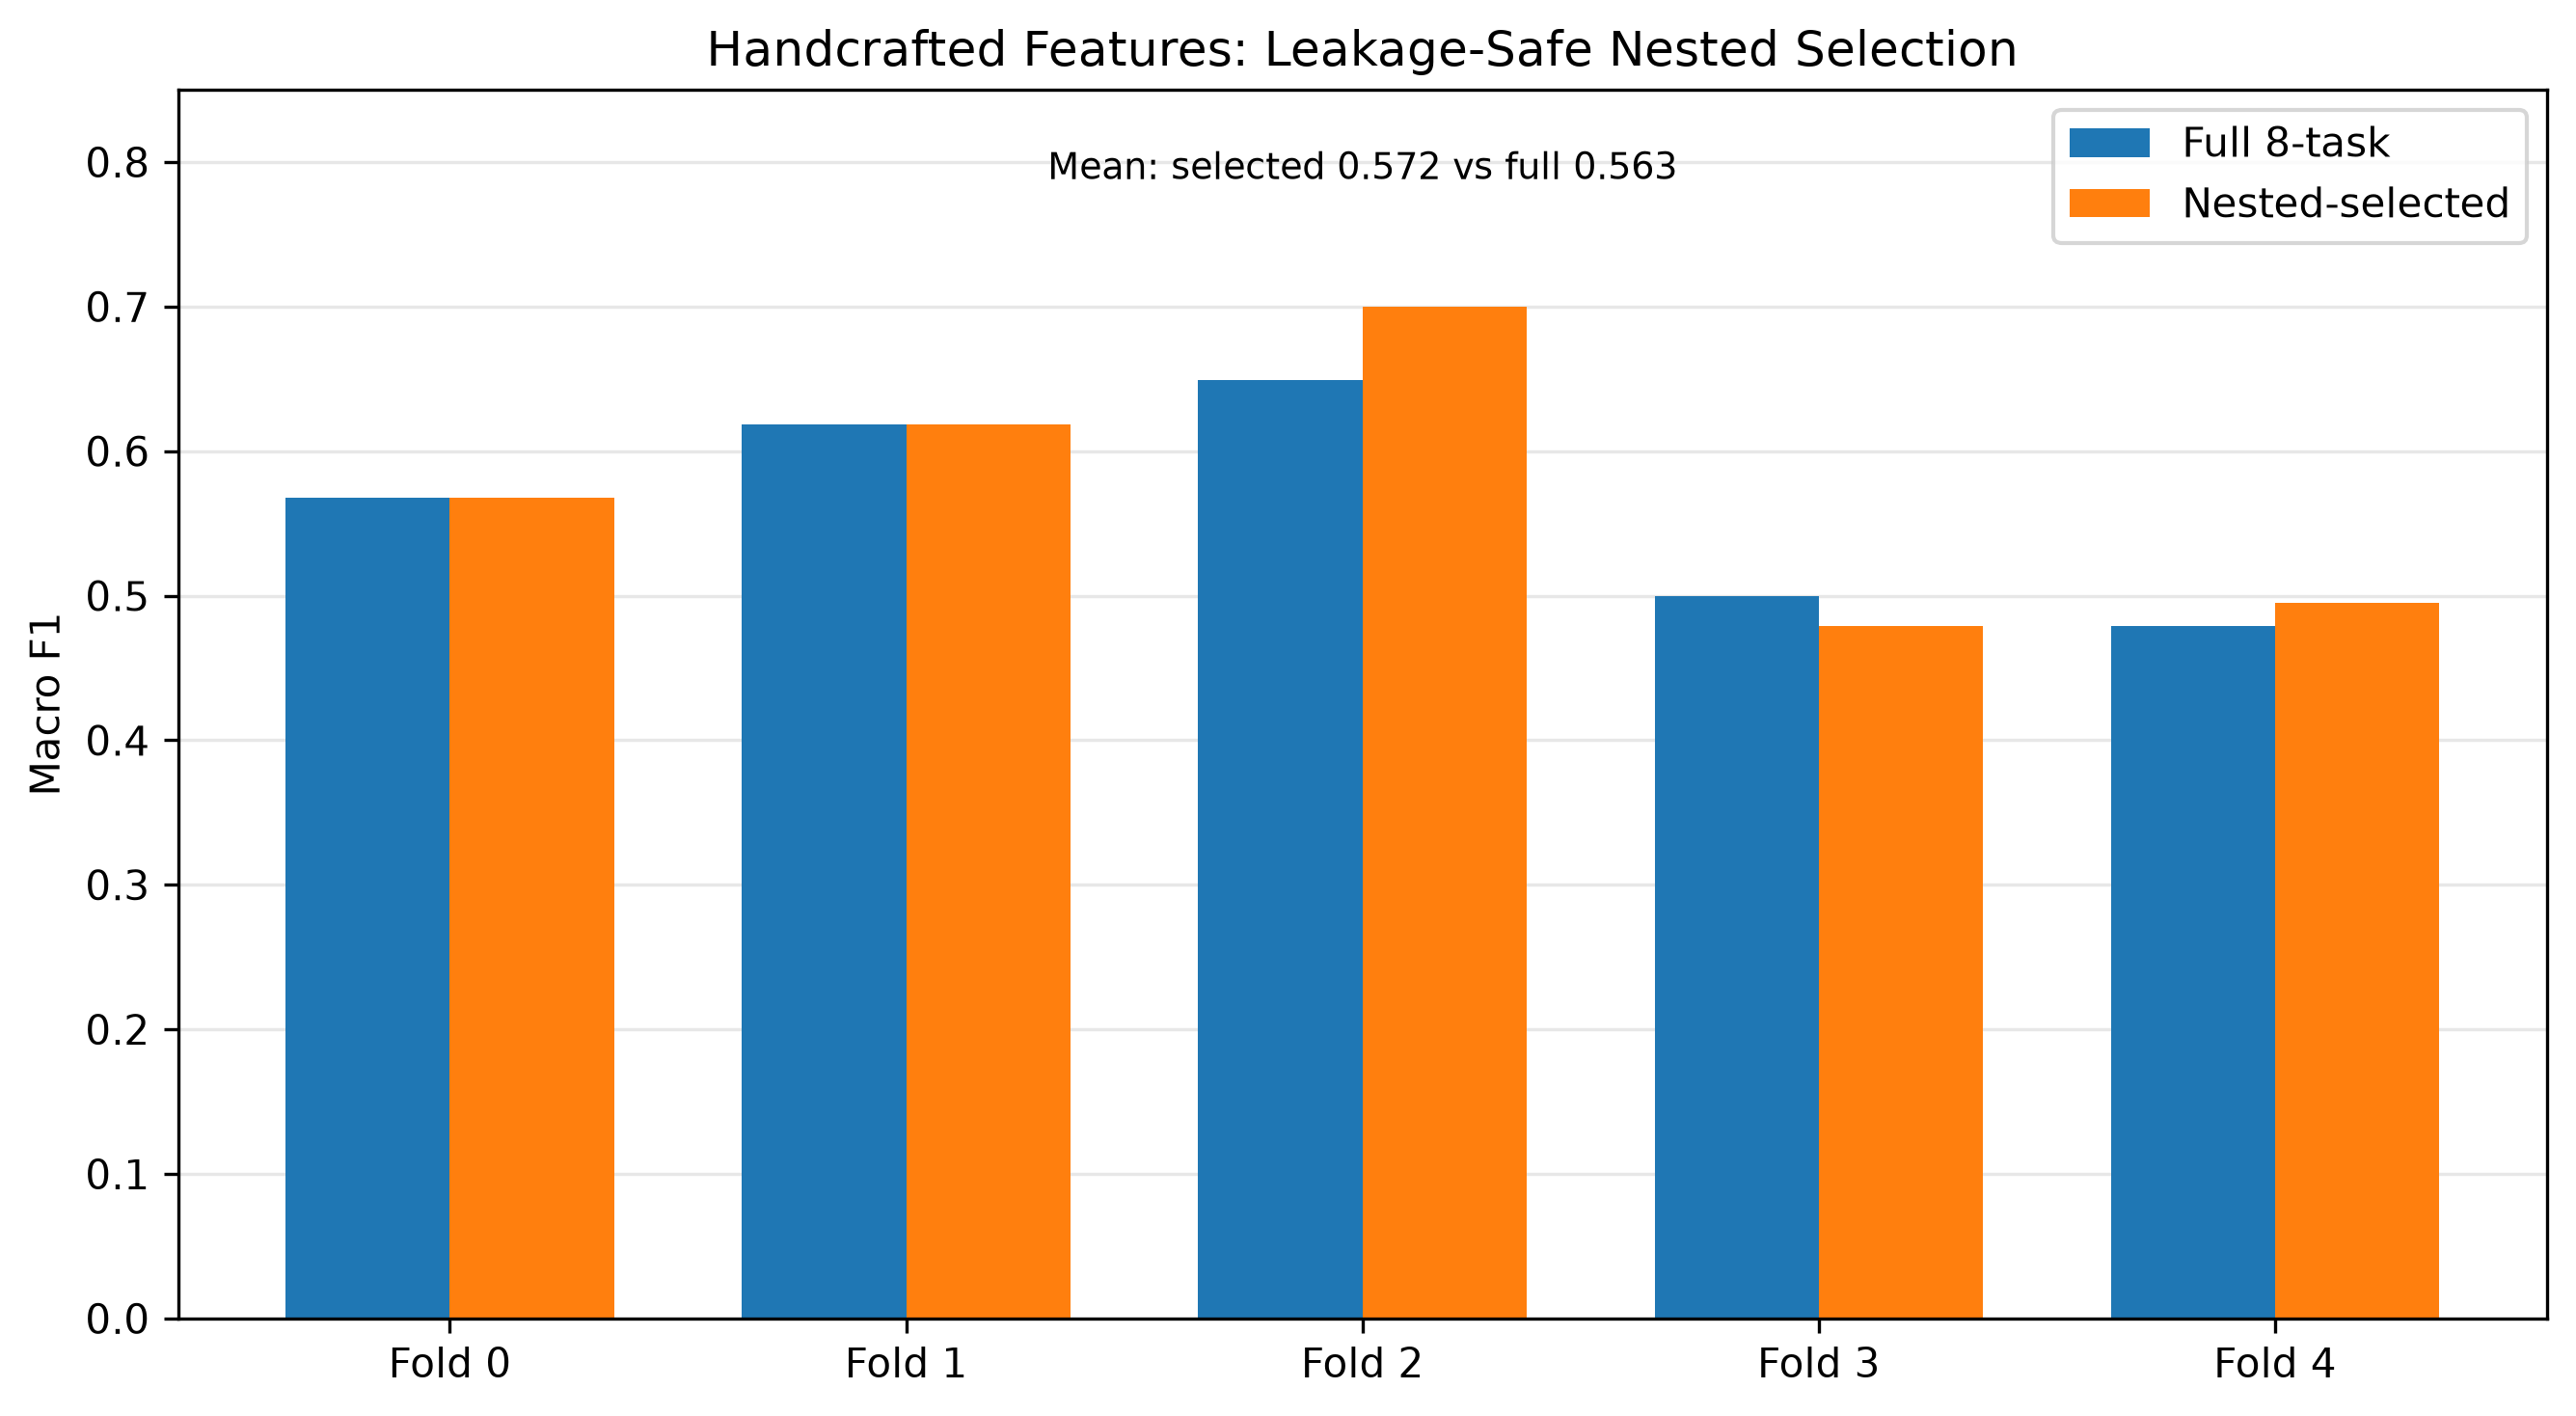 Handcrafted Features: Leakage-Safe Nested Selection
Mean: selected 0.572 vs full 0.563
Full 8-task
Nested-selected
Macro F1
0.8
0.7
0.6
0.5
0.4
0.3
0.2
0.1
0.0
Fold 0
Fold 1
Fold 2
Fold 3
Fold 4